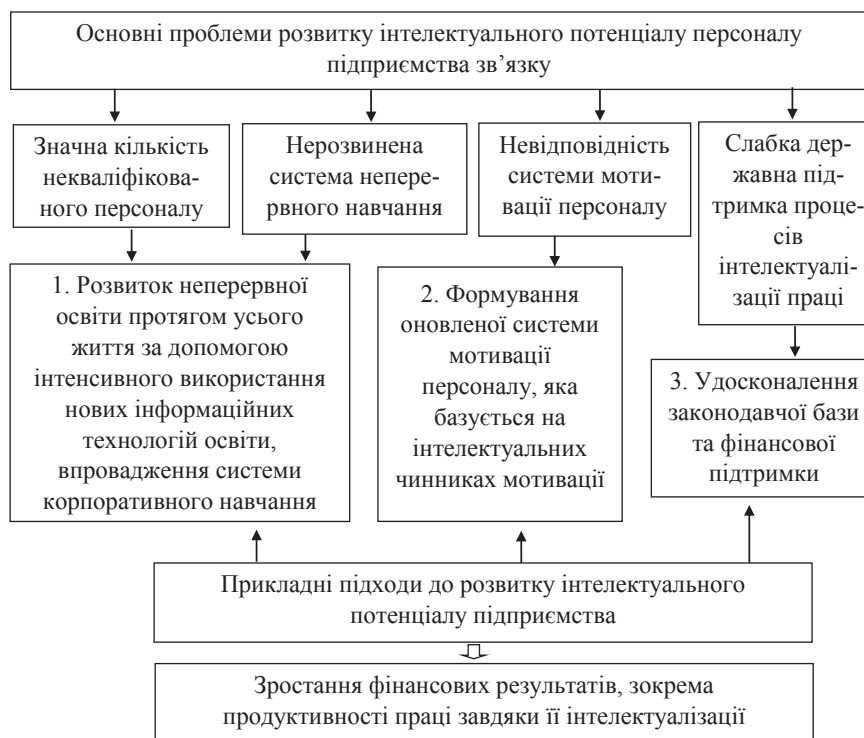 Основні проблеми розвитку інтелектуального потенціалу персоналу
підприємства зв’язку
Значна кількість
некваліфікова-
ного персоналу
Нерозвинена
система непере-
рвного навчання
Невідповідність
системи моти-
вації персоналу
Слабка дер-
жавна під-
тримка проце-
сів
інтелектуалі-
зації праці
1. Розвиток неперервної
освіти протягом усього
життя за допомогою
інтенсивного використання
нових інформаційних
технологій освіти,
впровадження системи
корпоративного навчання
2. Формування
оновленої системи
мотивації
персоналу, яка
базується на
інтелектуальних
чинниках мотивації
3. Удосконалення
законодавчої бази
та фінансової
підтримки
Прикладні підходи до розвитку інтелектуального
потенціалу підприємства
Зростання фінансових результатів, зокрема
продуктивності праці завдяки її інтелектуалізації